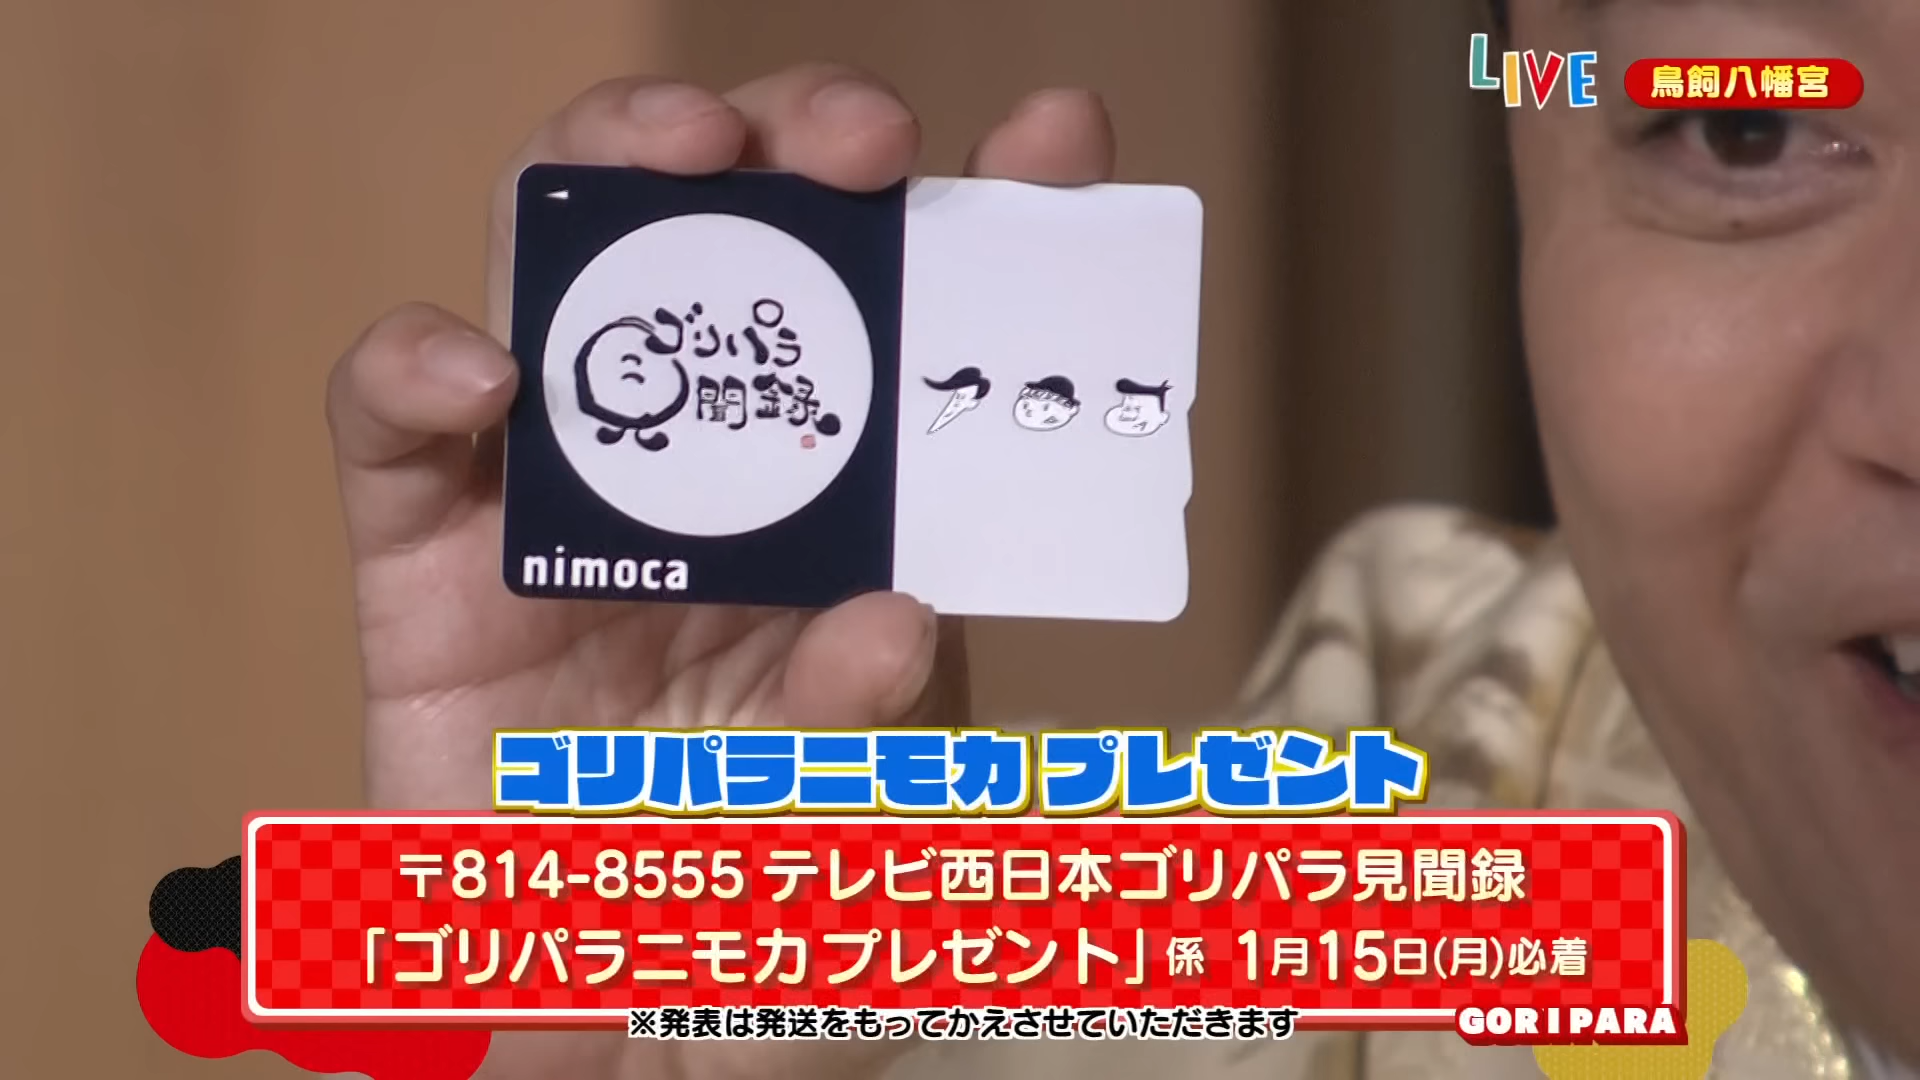 LIVE 鳥飼八幡宮
ゴリパラ
見聞録
nimoca
ゴリパラニモカ プレゼント
〒814-8555 テレビ西日本ゴリパラ見聞録
「ゴリパラニモカ プレゼント」係 1月15日(月)必着
※発表は発送をもってかえさせていただきます
GORI PARA